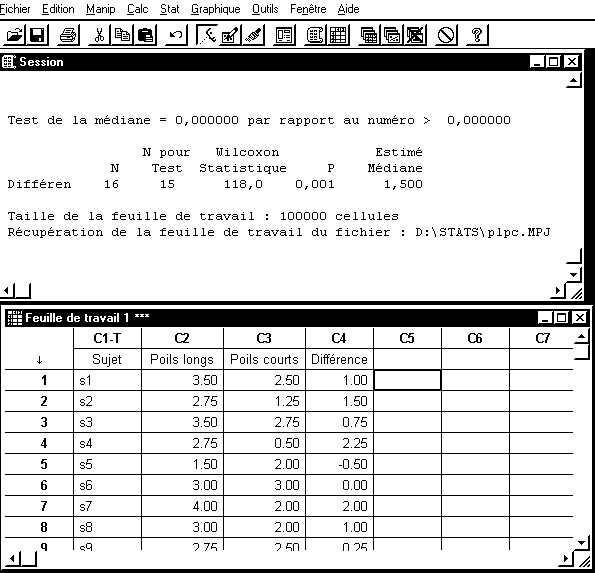 Fichier Edition Manip Calc Stat Graphique Outils Fenêtre Aide
Session
Test de la médiane = 0,000000 par rapport au numéro > 0,000000
N pour Wilcoxon Estimé
N Test Statistique P Médiane
Différen 16 15 118,0 0,001 1,500
Taille de la feuille de travail : 100000 cellules
Récupération de la feuille de travail du fichier : D:\STATS\plpc.MPJ
Feuille de travail 1 ***
C1-T C2 C3 C4 C5 C6 C7
↓ Sujet Poils longs Poils courts Différence
1 s1 3.50 2.50 1.00
2 s2 2.75 1.25 1.50
3 s3 3.50 2.75 0.75
4 s4 2.75 0.50 2.25
5 s5 1.50 2.00 -0.50
6 s6 3.00 3.00 0.00
7 s7 4.00 2.00 2.00
8 s8 3.00 2.00 1.00
9 s9 2.75 2.50 0.25